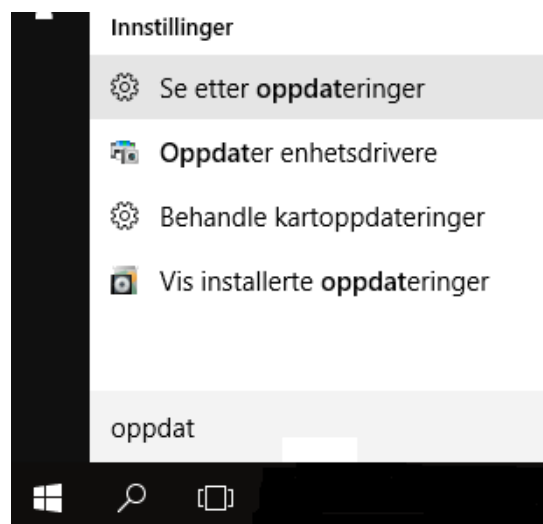 Innstillinger
Se etter oppdateringer
Oppdater enhetsdrivere
Behandle kartoppdateringer
Vis installerte oppdateringer
oppdat